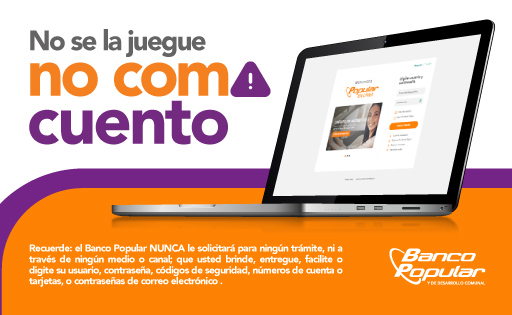 No se la juegue
no com
cuento
Popular
Recuerde: el Banco Popular NUNCA le solicitará para ningún trámite, ni a
través de ningún medio o canal; que usted brinde, entregue, facilite o
digite su usuario, contraseña, códigos de seguridad, números de cuenta o
tarjetas, o contraseñas de correo electrónico .
Banco
Popular
Y DE DESARROLLO COMUNAL